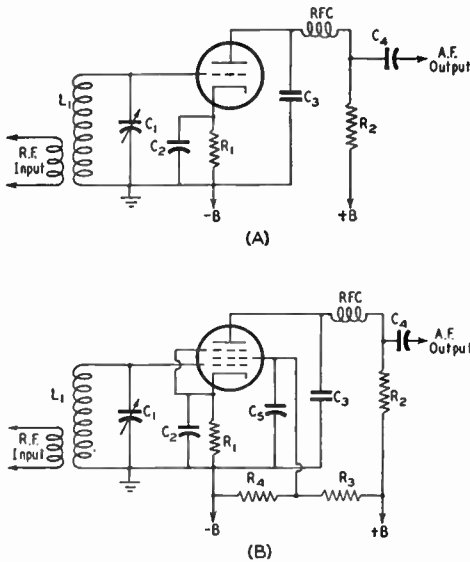 RFC
C4
A.F. Output
L1
C1
C2
R1
C3
R2
R.F. Input
-B
+B
(A)
RFC
C4
A.F. Output
L1
C1
C2
R1
C5
C3
R2
R.F. Input
R4
R3
-B
+B
(B)